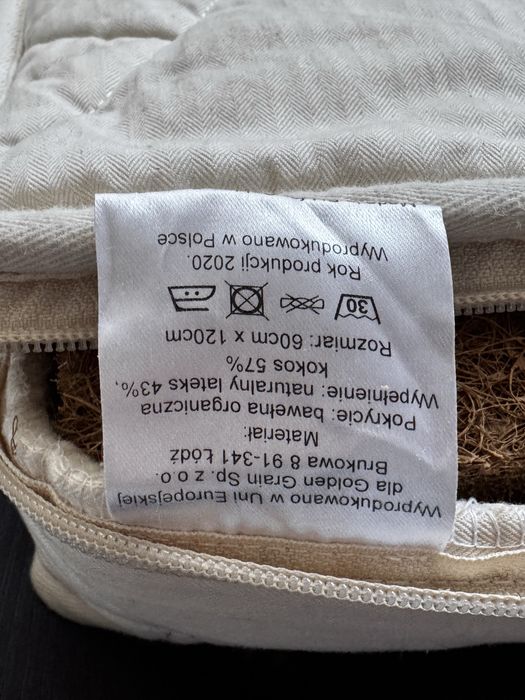 Wyprodukowano w Uni Europejskiej
dla Golden Grain Sp. z o.o.
Brukowa 8 91-341 Łódź
Materiał:
Pokrycie: bawełna organiczna
Wypełnienie: naturalny lateks 43%,
kokos 57%
Rozmiar: 60cm x 120cm
30
Rok produkcji 2020.
Wyprodukowano w Polsce